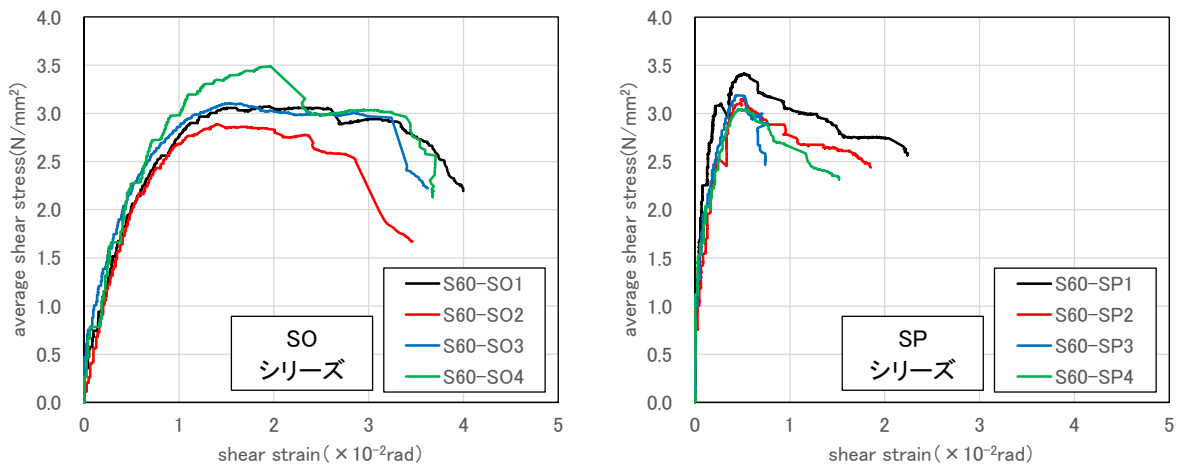 4.0
3.5
3.0
2.5
2.0
1.5
1.0
0.5
0.0
average shear stress(N/mm²)
0 1 2 3 4 5
shear strain(×10⁻²rad)
SO
シリーズ
S60-SO1
S60-SO2
S60-SO3
S60-SO4
4.0
3.5
3.0
2.5
2.0
1.5
1.0
0.5
0.0
average shear stress(N/mm²)
0 1 2 3 4 5
shear strain(×10⁻²rad)
SP
シリーズ
S60-SP1
S60-SP2
S60-SP3
S60-SP4